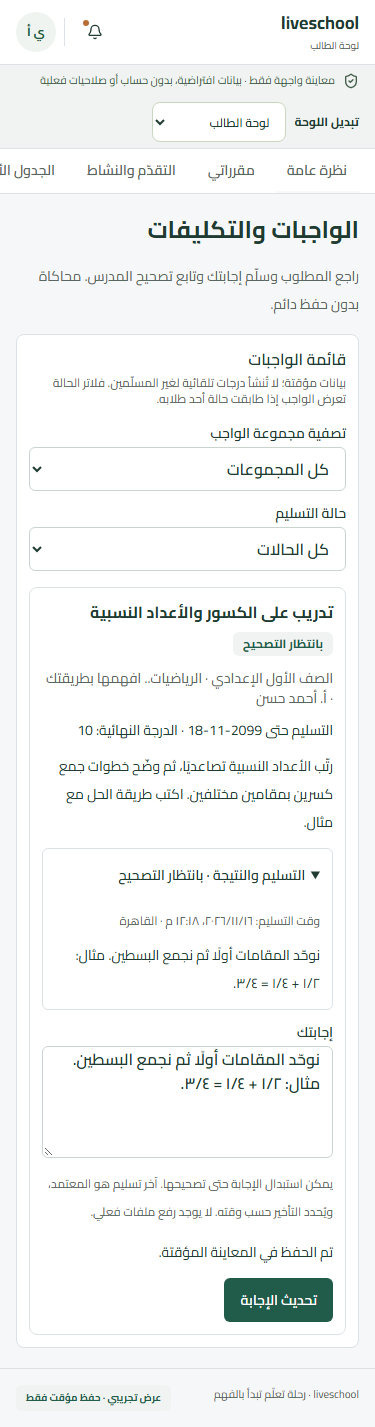 liveschool
لوحة الطالب
ي أ
معاينة واجهة فقط · بيانات افتراضية، بدون حساب أو صلاحيات فعلية
تبديل اللوحة
لوحة الطالب
نظرة عامة
مقرراتي
التقدّم والنشاط
الجدول الأ
الواجبات والتكليفات
راجع المطلوب وسلّم إجابتك وتابع تصحيح المدرس. محاكاة
بدون حفظ دائم.
قائمة الواجبات
بيانات مؤقتة؛ لا تُنشأ درجات تلقائية لغير المسلّمين. فلاتر الحالة
تعرض الواجب إذا طابقت حالة أحد طلابه.
تصفية مجموعة الواجب
كل المجموعات
حالة التسليم
كل الحالات
تدريب على الكسور والأعداد النسبية
بانتظار التصحيح
الصف الأول الإعدادي · الرياضيات.. افهمها بطريقتك
· أ. أحمد حسن
التسليم حتى 2099-11-18 · الدرجة النهائية: 10
رتّب الأعداد النسبية تصاعديًا، ثم وضّح خطوات جمع
كسرين بمقامين مختلفين. اكتب طريقة الحل مع
مثال.
▼ التسليم والنتيجة · بانتظار التصحيح
وقت التسليم: ٢٠٢٦/١١/١٦، ١٢:١٨ م · القاهرة
نوحّد المقامات أولًا ثم نجمع البسطين. مثال:
١/٢ + ١/٤ = ٣/٤.
إجابتك
نوحّد المقامات أولًا ثم نجمع البسطين.
مثال: ١/٢ + ١/٤ = ٣/٤.
يمكن استبدال الإجابة حتى تصحيحها. آخر تسليم هو المعتمد،
ويُحدد التأخير حسب وقته. لا يوجد رفع ملفات فعلي.
تم الحفظ في المعاينة المؤقتة.
تحديث الإجابة
liveschool · رحلة تعلّم تبدأ بالفهم
عرض تجريبي · حفظ مؤقت فقط